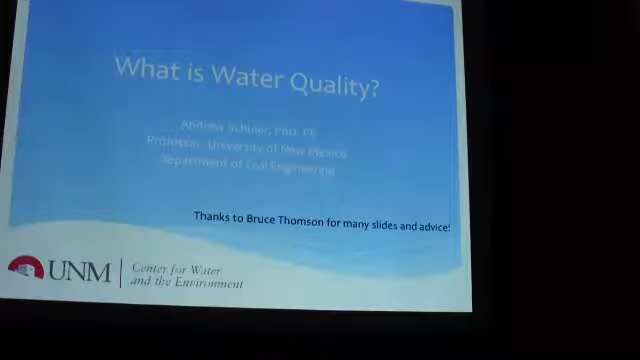 What is Water Quality?
Andrew Schuler, PhD, PE
Professor, University of New Mexico
Department of Civil Engineering
Thanks to Bruce Thomson for many slides and advice!
UNM
Center for Water
and the Environment